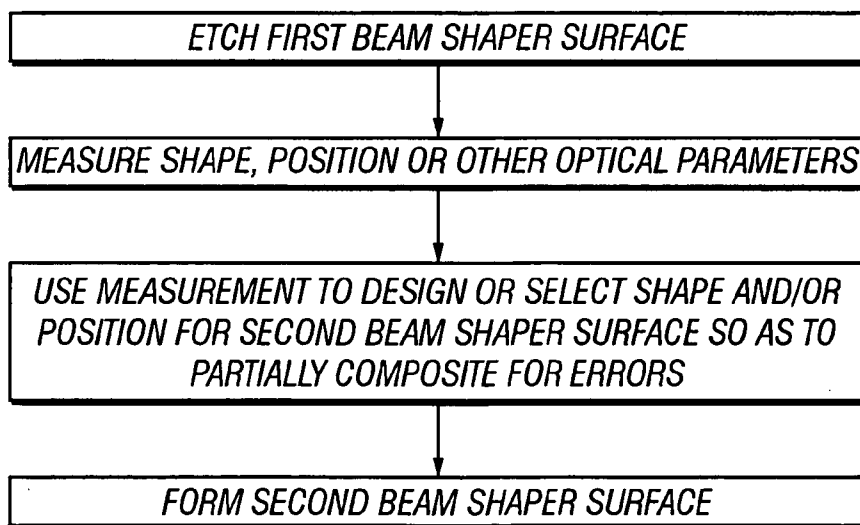 ETCH FIRST BEAM SHAPER SURFACE
MEASURE SHAPE, POSITION OR OTHER OPTICAL PARAMETERS
USE MEASUREMENT TO DESIGN OR SELECT SHAPE AND/OR
POSITION FOR SECOND BEAM SHAPER SURFACE SO AS TO
PARTIALLY COMPOSITE FOR ERRORS
FORM SECOND BEAM SHAPER SURFACE